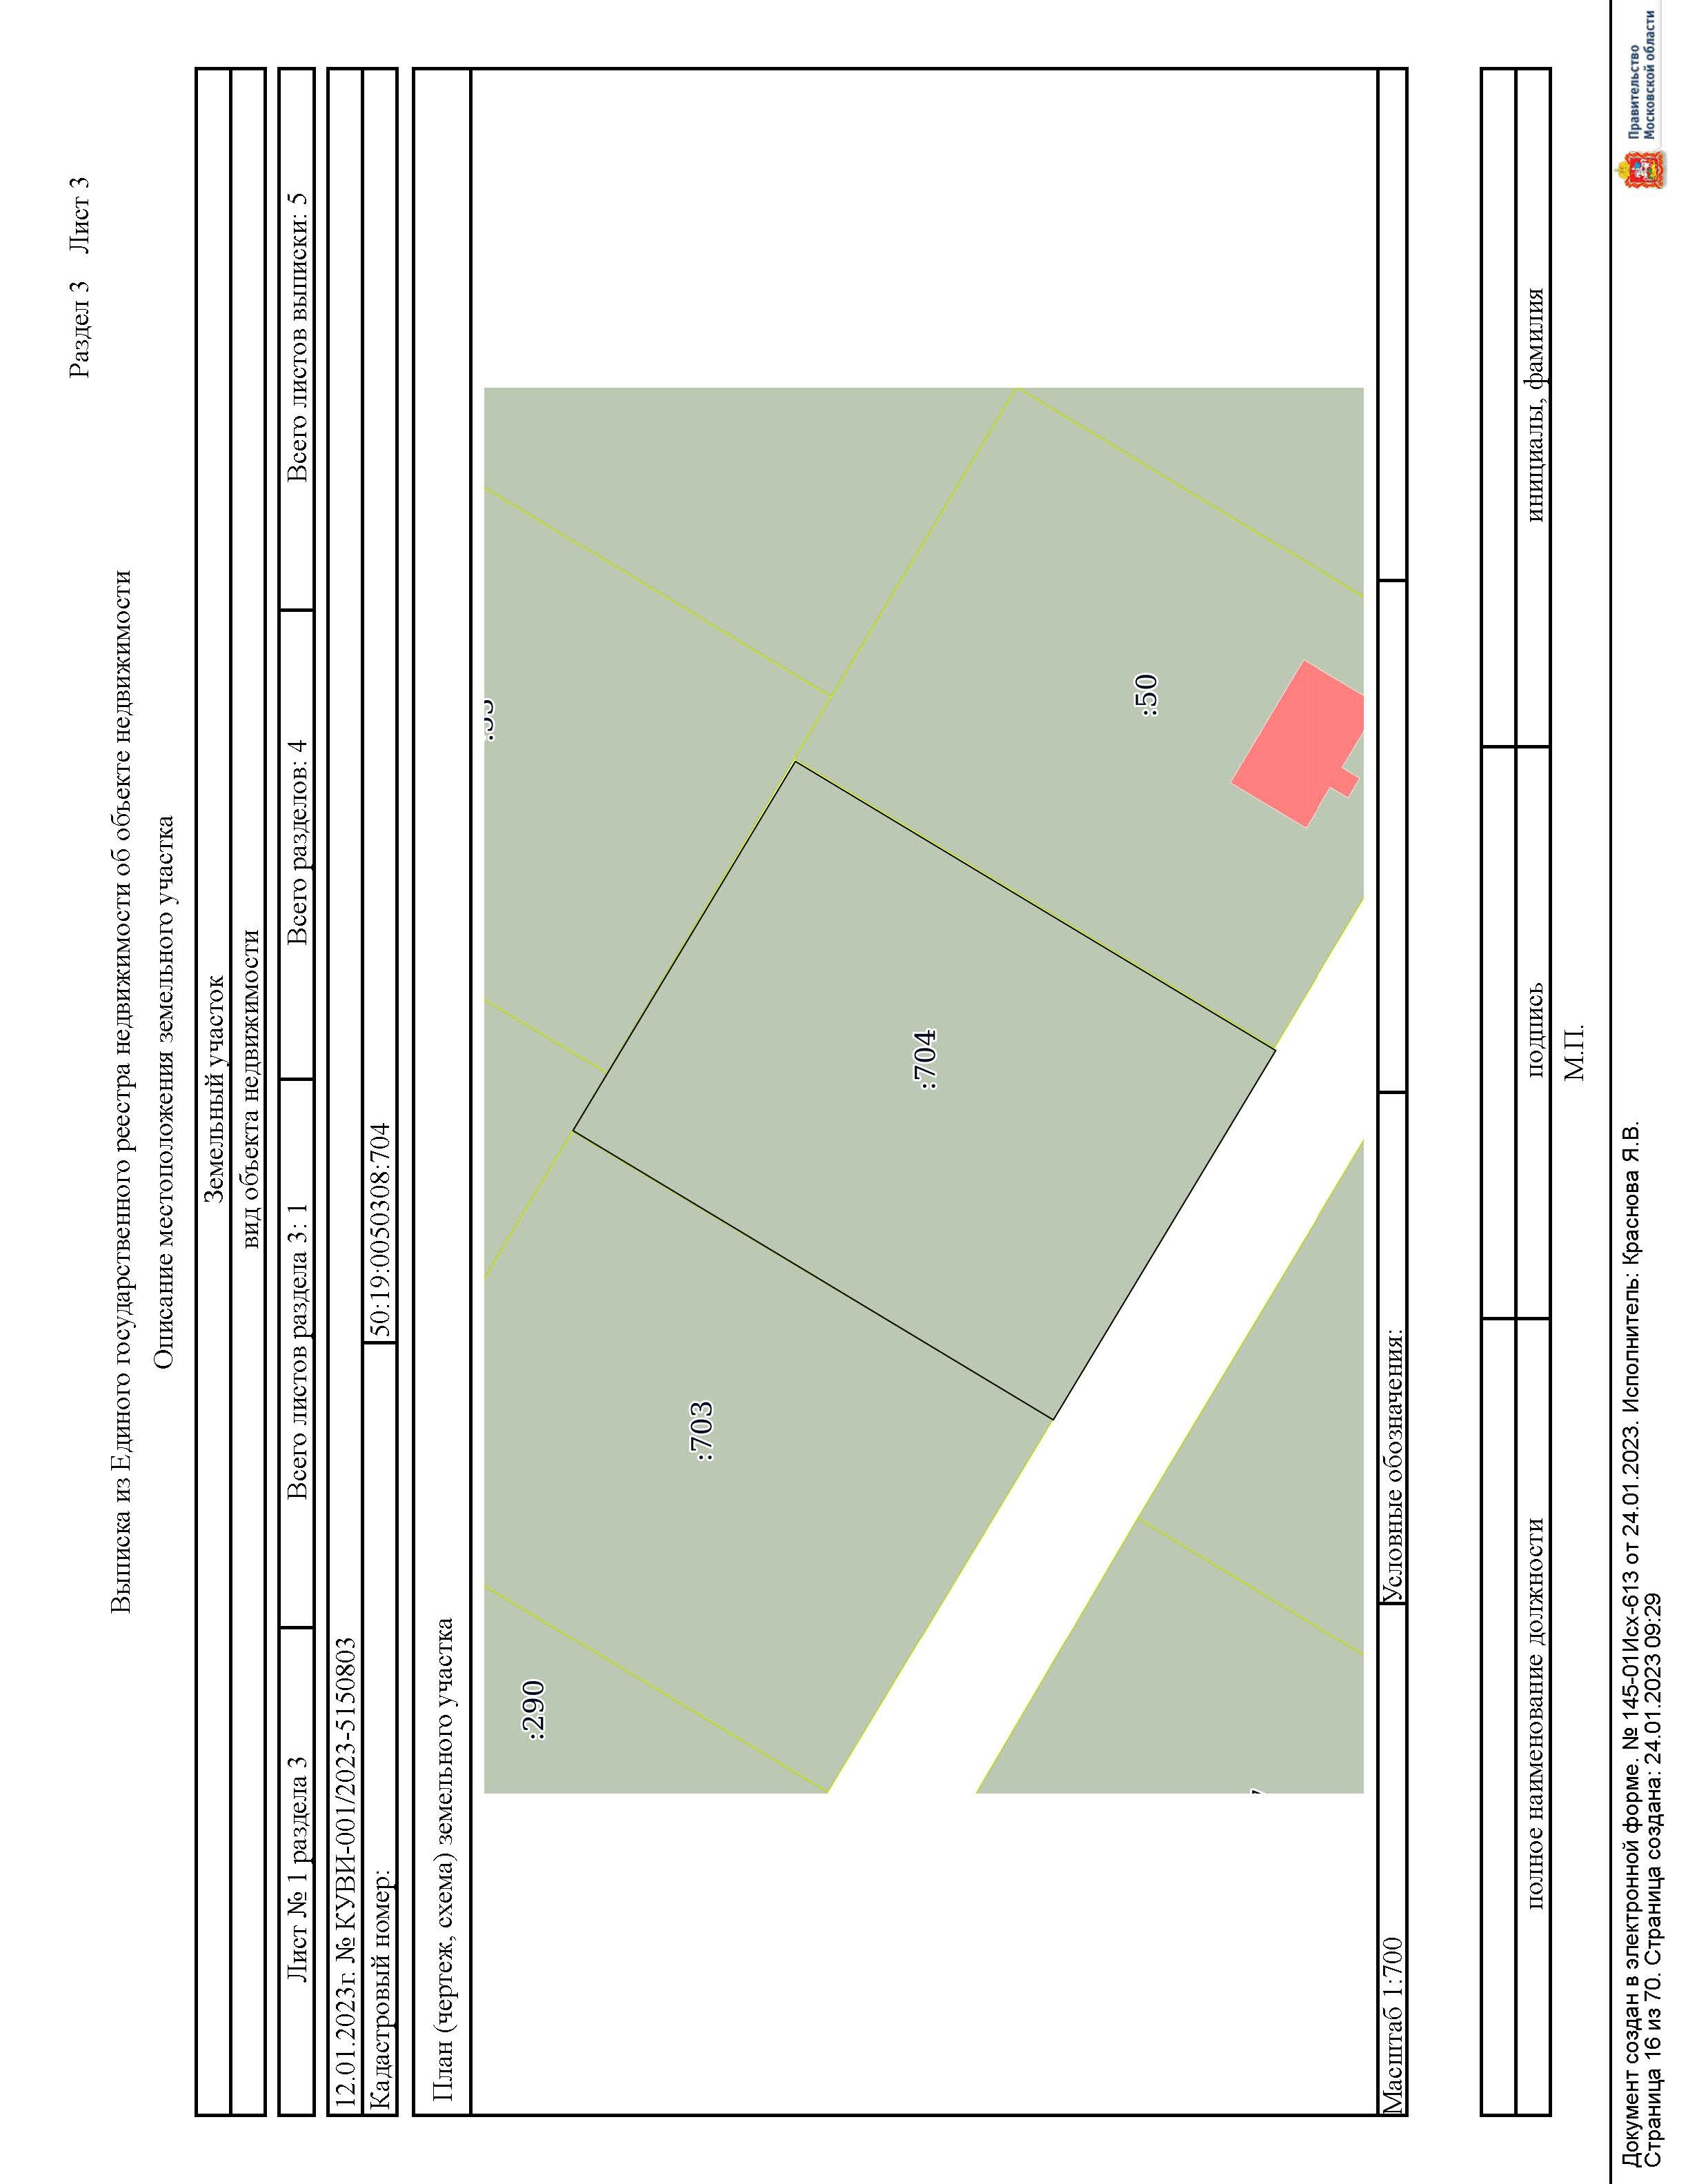 Раздел 3 Лист 3
Выписка из Единого государственного реестра недвижимости об объекте недвижимости
Описание местоположения земельного участка
Земельный участок
вид объекта недвижимости
Лист № 1 раздела 3 Всего листов раздела 3: 1 Всего разделов: 4 Всего листов выписки: 5
12.01.2023г. № КУВИ-001/2023-5150803
Кадастровый номер: 50:19:0050308:704
План (чертеж, схема) земельного участка
:290
:703
:704
:50
Масштаб 1:700 Условные обозначения:
полное наименование должности подпись инициалы, фамилия
М.П.
Документ создан в электронной форме. № 145-01Исх-613 от 24.01.2023. Исполнитель: Краснова Я.В.
Страница 16 из 70. Страница создана: 24.01.2023 09:29
Правительство
Московской области